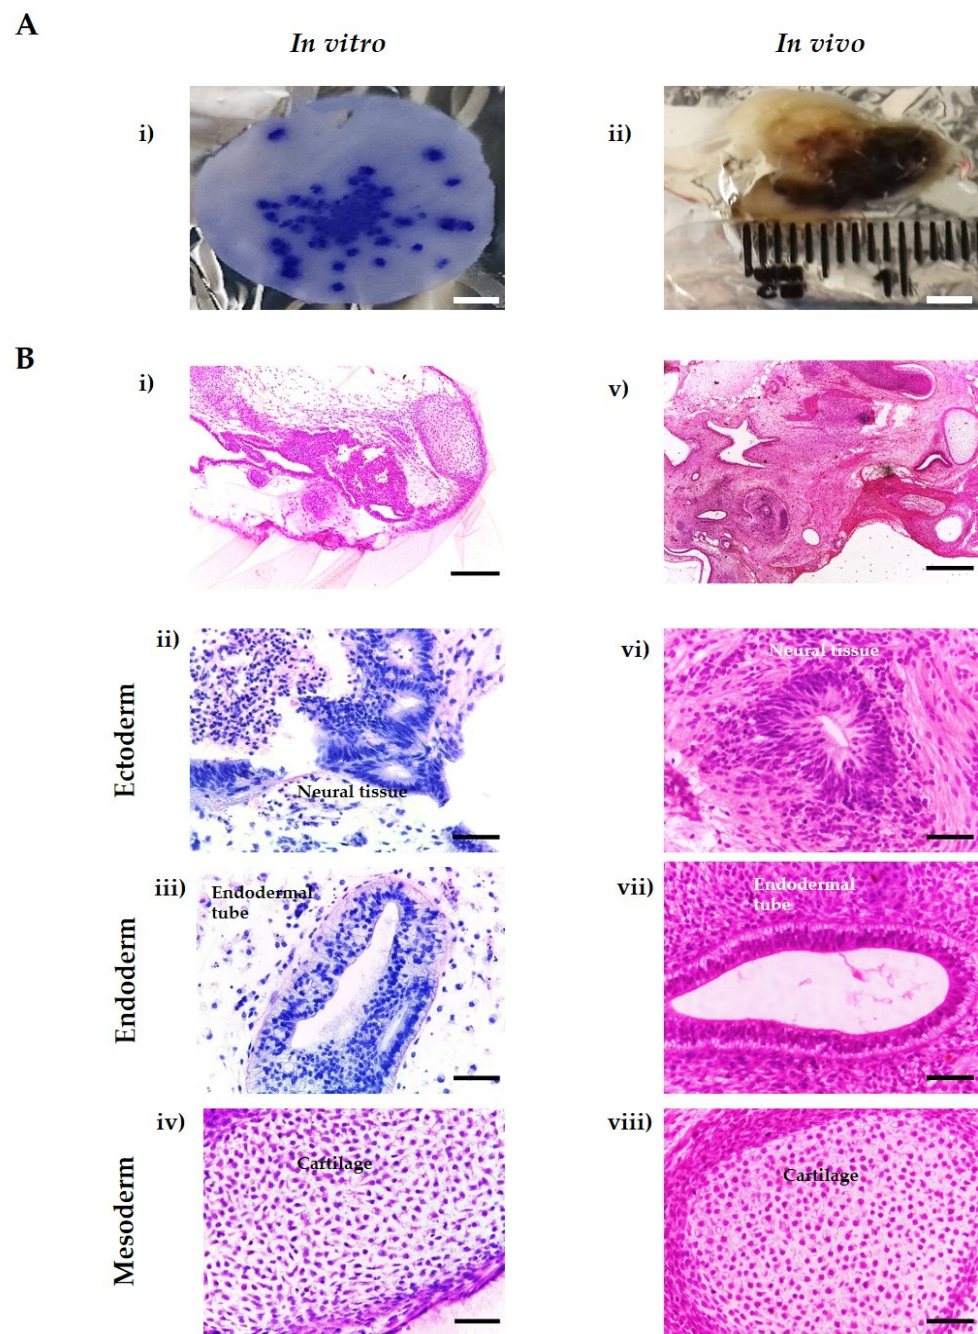 A
In vitro
In vivo
i)
ii)
B
i)
v)
ii)
vi)
Ectoderm
Neural tissue
Neural tissue
iii)
vii)
Endoderm
Endodermal
tube
Endodermal
tube
iv)
viii)
Mesoderm
Cartilage
Cartilage